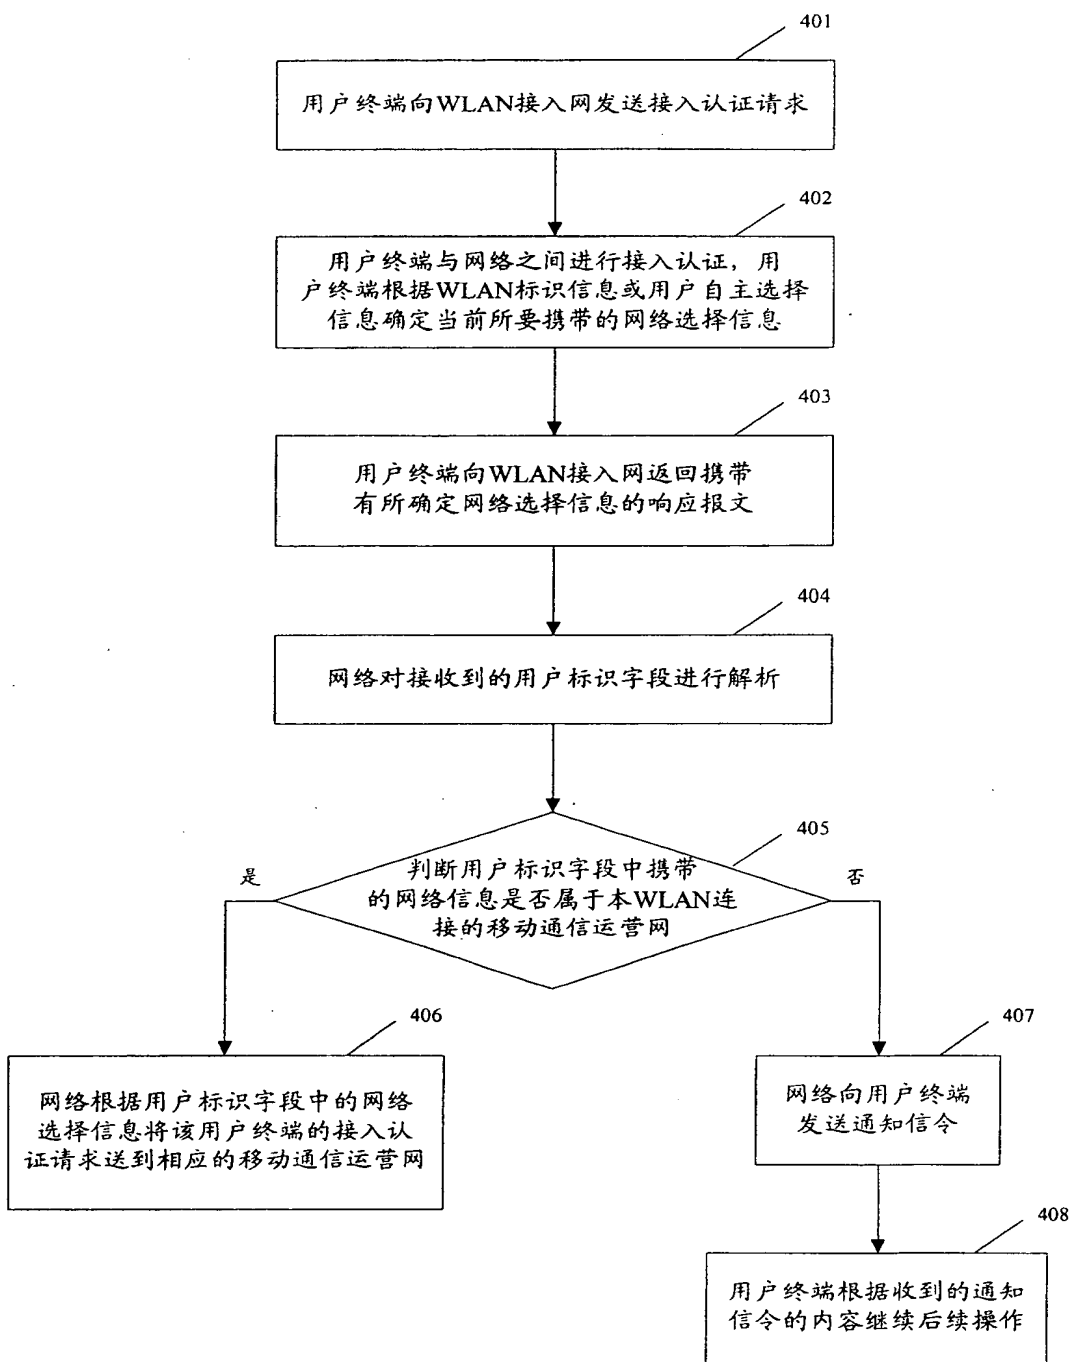 401
用户终端向WLAN接入网发送接入认证请求
402
用户终端与网络之间进行接入认证，用
户终端根据WLAN标识信息或用户自主选择
信息确定当前所要携带的网络选择信息
403
用户终端向WLAN接入网返回携带
有所确定网络选择信息的响应报文
404
网络对接收到的用户标识字段进行解析
405
判断用户标识字段中携带
的网络信息是否属于本WLAN连
接的移动通信运营网
是
否
406
网络根据用户标识字段中的网络
选择信息将该用户终端的接入认
证请求送到相应的移动通信运营网
407
网络向用户终端
发送通知信令
408
用户终端根据收到的通知
信令的内容继续后续操作